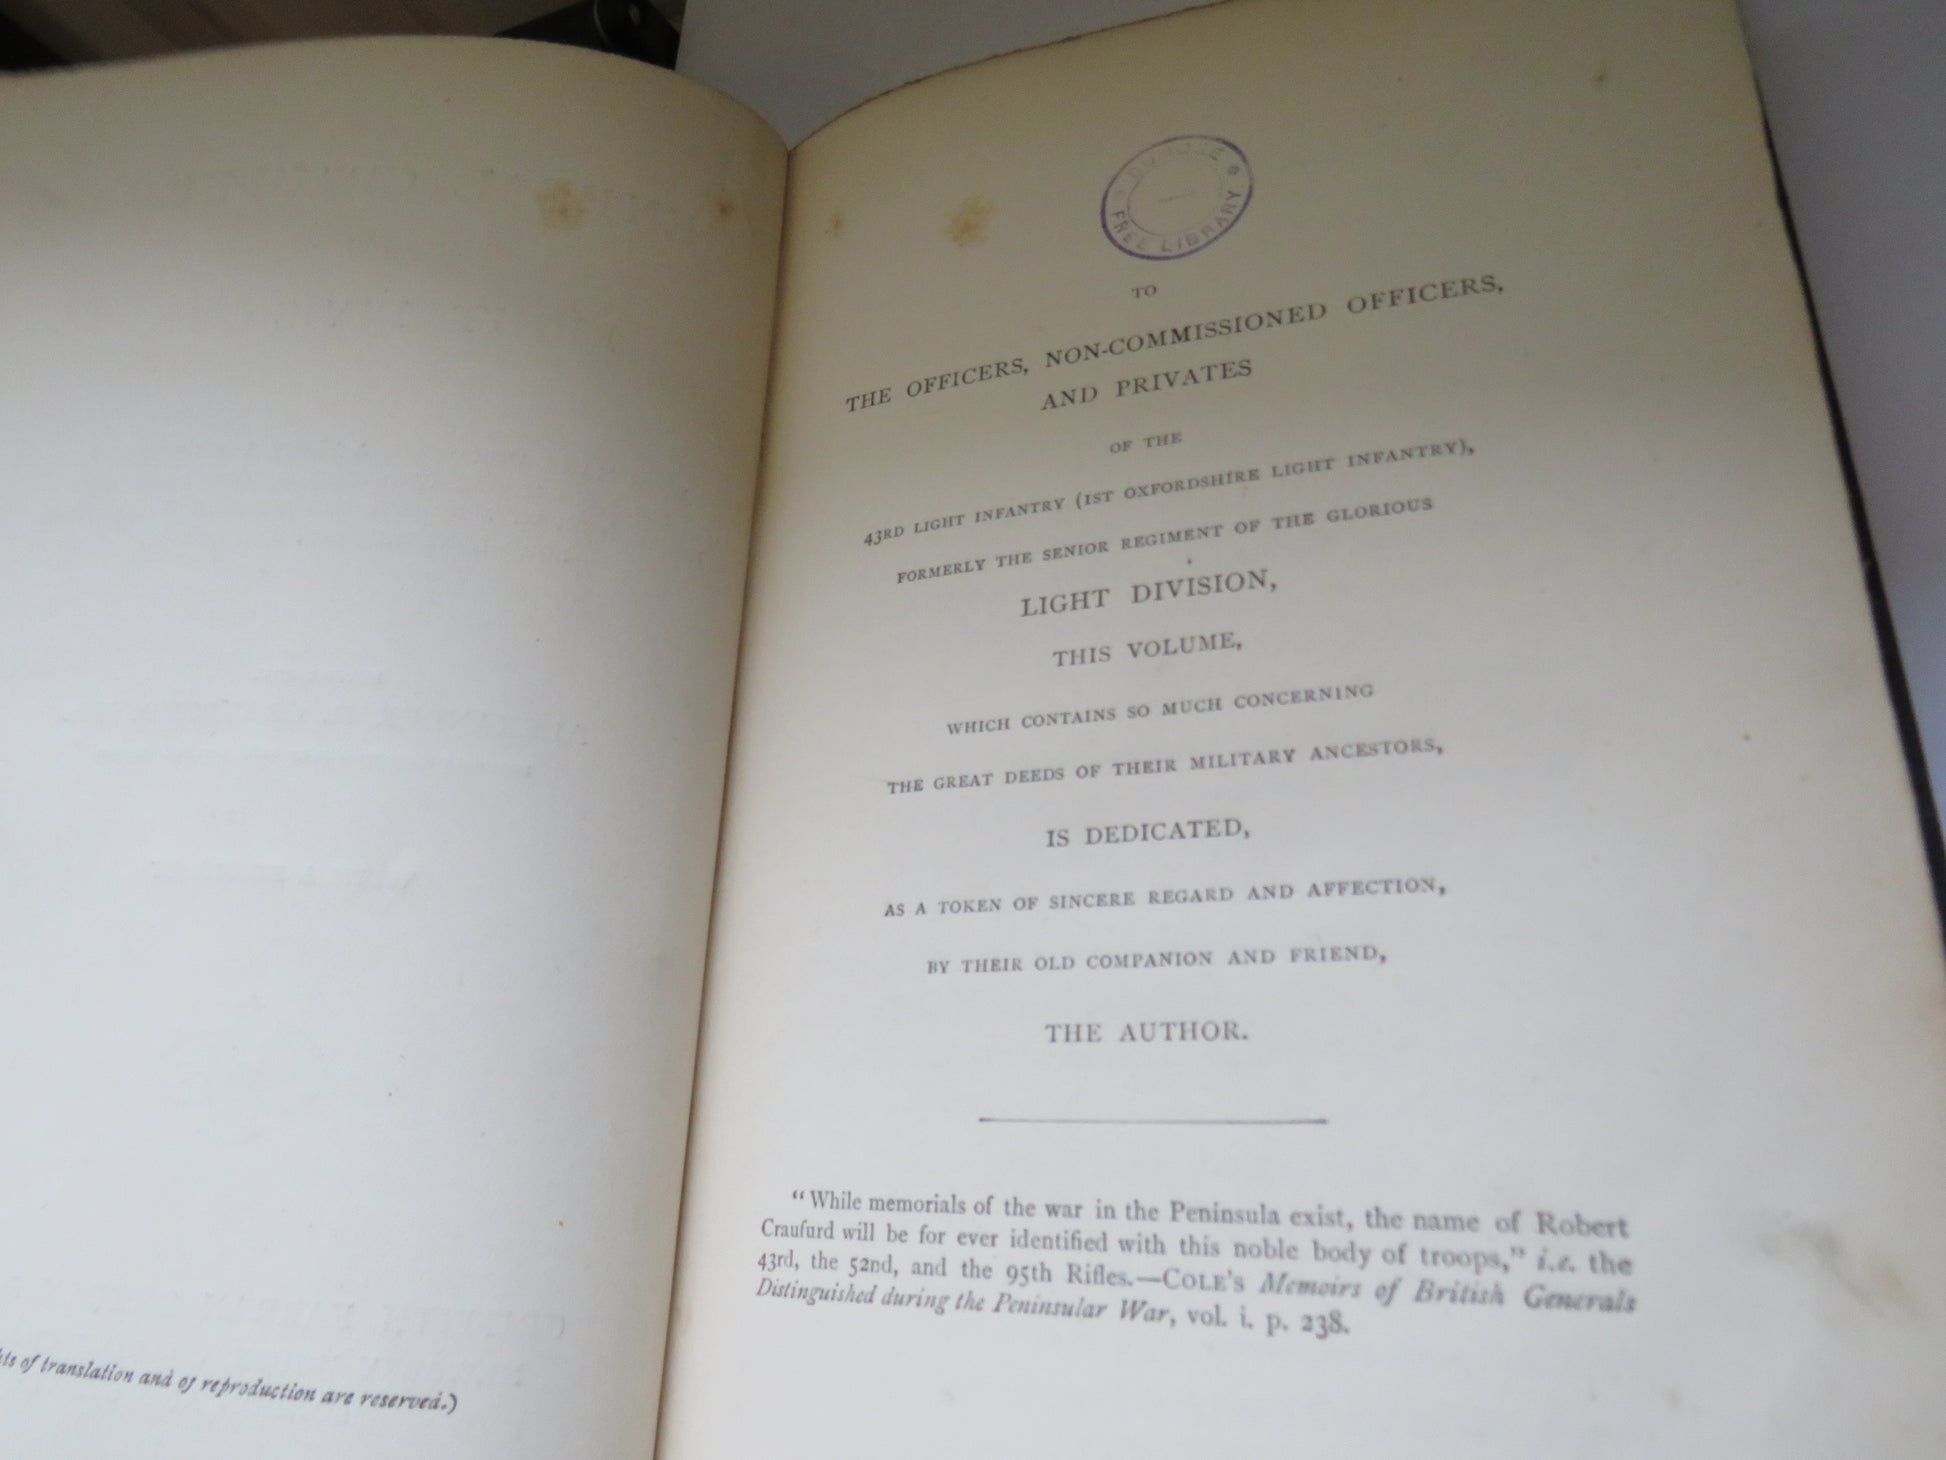 FREE LIBRARY
TO
THE OFFICERS, NON-COMMISSIONED OFFICERS,
AND PRIVATES
OF THE
43RD LIGHT INFANTRY (1ST OXFORDSHIRE LIGHT INFANTRY),
FORMERLY THE SENIOR REGIMENT OF THE GLORIOUS
LIGHT DIVISION,
THIS VOLUME,
WHICH CONTAINS SO MUCH CONCERNING
THE GREAT DEEDS OF THEIR MILITARY ANCESTORS,
IS DEDICATED,
AS A TOKEN OF SINCERE REGARD AND AFFECTION,
BY THEIR OLD COMPANION AND FRIEND,
THE AUTHOR.
“While memorials of the war in the Peninsula exist, the name of Robert
Craufurd will be for ever identified with this noble body of troops,” i.e. the
43rd, the 52nd, and the 95th Rifles.—COLE'S Memoirs of British Generals
Distinguished during the Peninsular War, vol. i. p. 238.
of translation and of reproduction are reserved.)